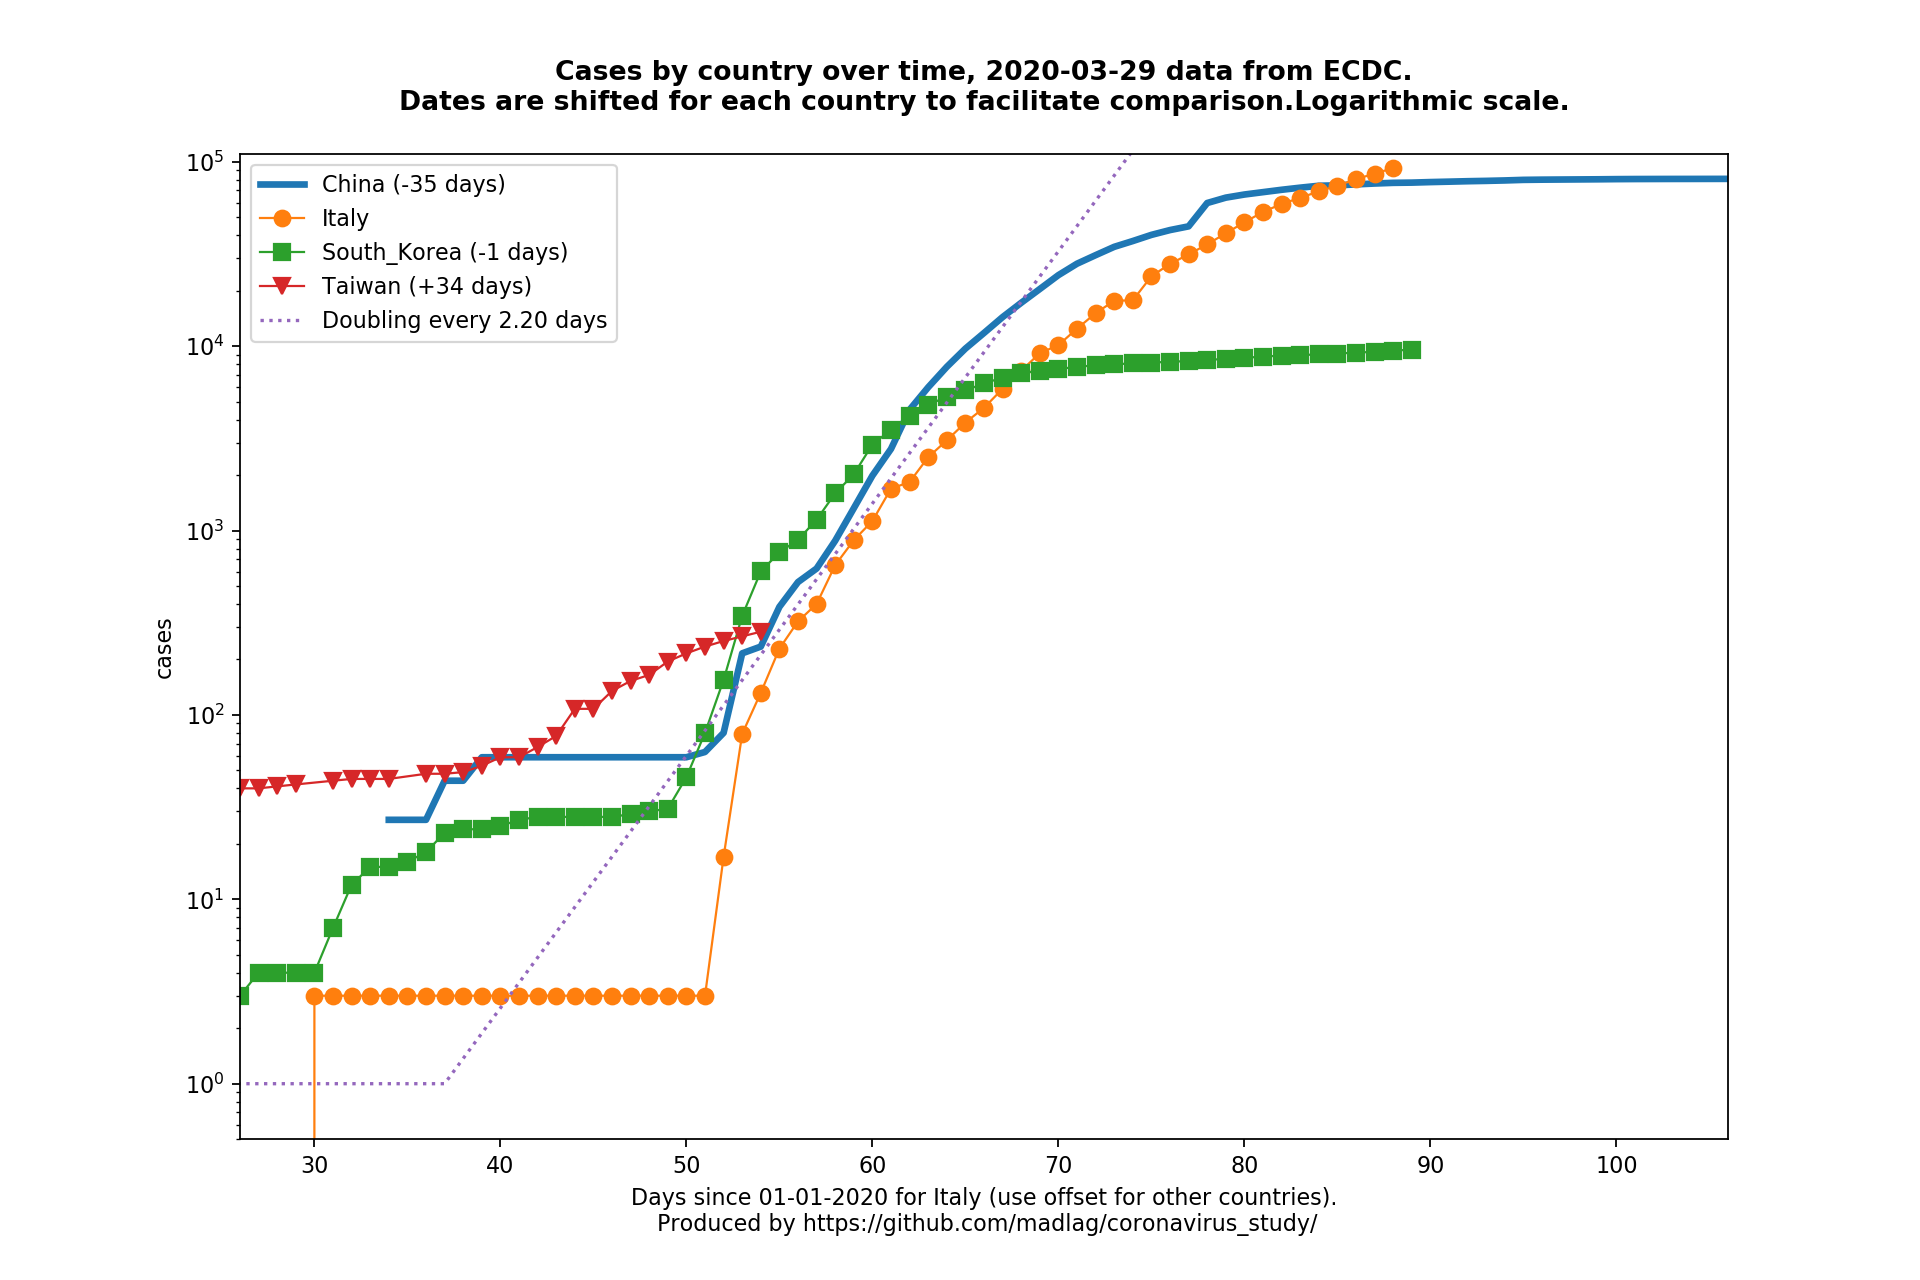 Cases by country over time, 2020-03-29 data from ECDC.
Dates are shifted for each country to facilitate comparison.Logarithmic scale.
China (-35 days)
Italy
South_Korea (-1 days)
Taiwan (+34 days)
Doubling every 2.20 days
10^5
10^4
10^3
10^2
10^1
10^0
cases
30 40 50 60 70 80 90 100
Days since 01-01-2020 for Italy (use offset for other countries).
Produced by https://github.com/madlag/coronavirus_study/